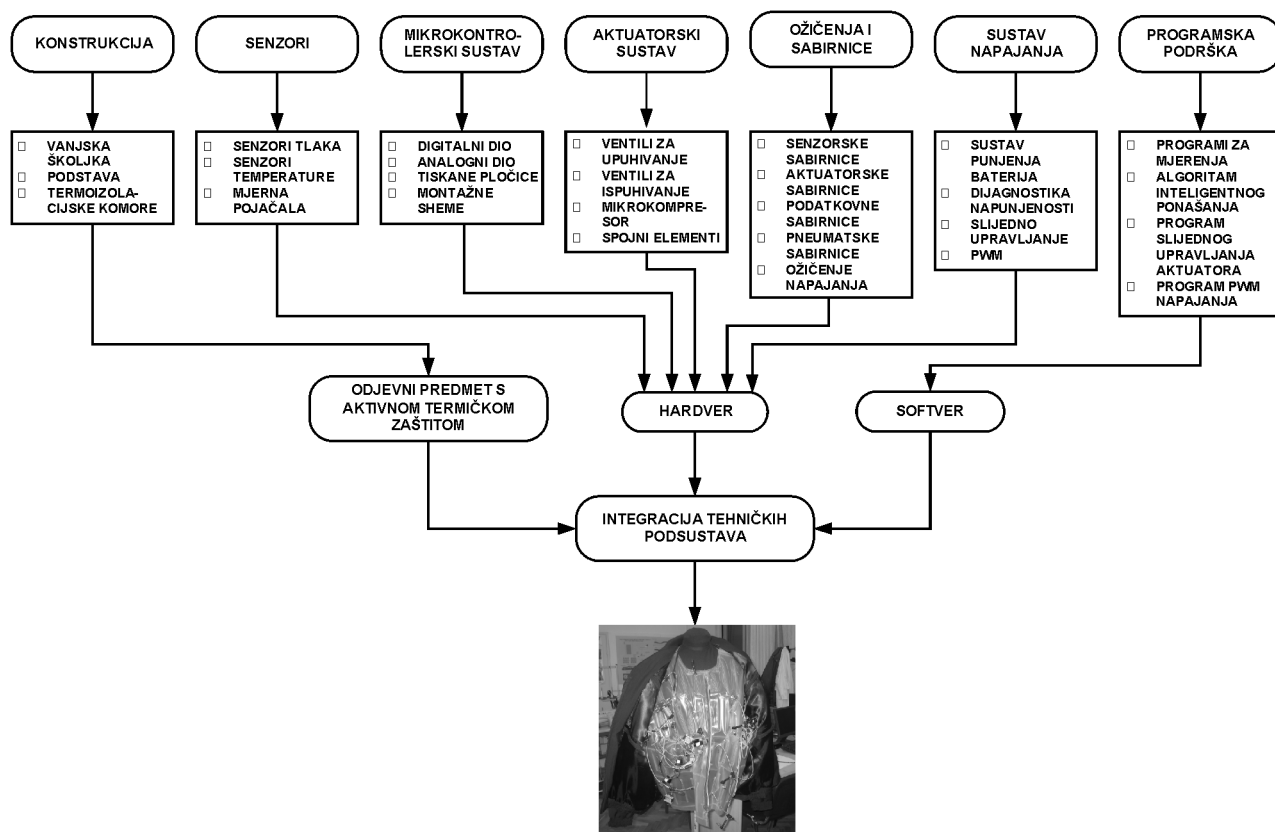 KONSTRUKCIJA
SENZORI
MIKROKONTRO-
LERSKI SUSTAV
AKTUATORSKI
SUSTAV
OŽIČENJA I
SABIRNICE
SUSTAV
NAPAJANJA
PROGRAMSKA
PODRŠKA
VANJSKA
ŠKOLJKA
PODSTAVA
TERMOIZOLA-
CIJSKE KOMORE
SENZORI TLAKA
SENZORI
TEMPERATURE
MJERNA
POJAČALA
DIGITALNI DIO
ANALOGNI DIO
TISKANE PLOČICE
MONTAŽNE
SHEME
VENTILI ZA
UPUHIVANJE
VENTILI ZA
ISPUHIVANJE
MIKROKOMPRE-
SOR
SPOJNI ELEMENTI
SENZORSKE
SABIRNICE
AKTUATORSKE
SABIRNICE
PODATKOVNE
SABIRNICE
PNEUMATSKE
SABIRNICE
OŽIČENJE
NAPAJANJA
SUSTAV
PUNJENJA
BATERIJA
DIJAGNOSTIKA
NAPUNJENOSTI
SLIJEDNO
UPRAVLJANJE
PWM
PROGRAMI ZA
MJERENJA
ALGORITAM
INTELIGENTNOG
PONAŠANJA
PROGRAM
SLIJEDNOG
UPRAVLJANJA
AKTUATORA
PROGRAM PWM
NAPAJANJA
ODJEVNI PREDMET S
AKTIVNOM TERMIČKOM
ZAŠTITOM
HARDVER
SOFTVER
INTEGRACIJA TEHNIČKIH
PODSUSTAVA